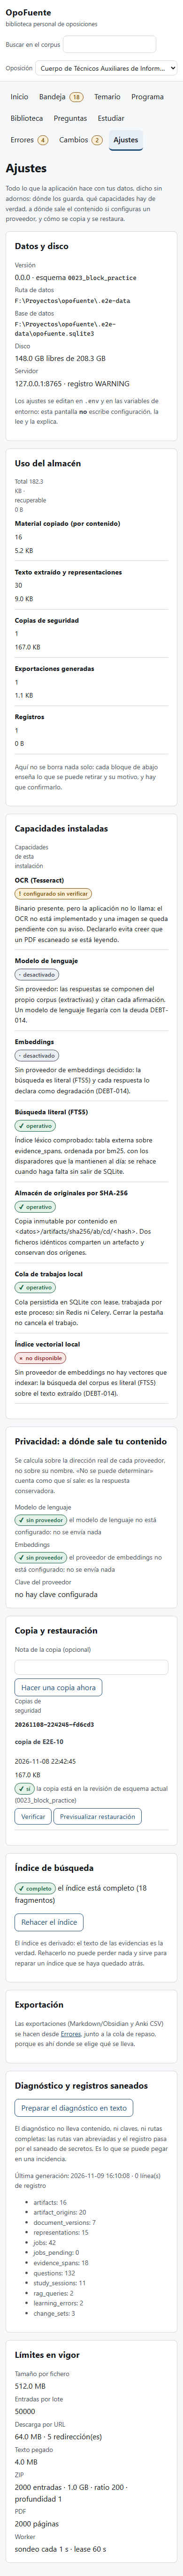 OpoFuente
biblioteca personal de oposiciones
Buscar en el corpus
Oposición Cuerpo de Técnicos Auxiliares de Inform...
Inicio Bandeja 18 Temario Programa
Biblioteca Preguntas Estudiar
Errores 4 Cambios 2 Ajustes
Ajustes
Todo lo que la aplicación hace con tus datos, dicho sin
adornos: dónde los guarda, qué capacidades hay de
verdad, a dónde sale el contenido si configuras un
proveedor, y cómo se copia y se restaura.
Datos y disco
Versión
0.0.0 · esquema 0023_block_practice
Ruta de datos
F:\Proyectos\opofuente\.e2e-data
Base de datos
F:\Proyectos\opofuente\.e2e-
data\opofuente.sqlite3
Disco
148.0 GB libres de 208.3 GB
Servidor
127.0.0.1:8765 · registro WARNING
Los ajustes se editan en .env y en las variables de
entorno; esta pantalla no escribe configuración, la
lee y la explica.
Uso del almacén
Total 182.3
KB ·
recuperable
0 B
Material copiado (por contenido)
16
5.2 KB
Texto extraído y representaciones
30
9.0 KB
Copias de seguridad
1
167.0 KB
Exportaciones generadas
1
1.1 KB
Registros
1
0 B
Aquí no se borra nada solo: cada bloque de abajo
enseña lo que se puede retirar y su motivo, y hay
que confirmarlo.
Capacidades instaladas
Capacidades
de esta
instalación
OCR (Tesseract)
! configurado sin verificar
Binario presente, pero la aplicación no lo llama: el
OCR no está implementado y una imagen se queda
pendiente con su aviso. Declararlo evita creer que
un PDF escaneado se está leyendo.
Modelo de lenguaje
· desactivado
Sin proveedor: las respuestas se componen del
propio corpus (extractivas) y citan cada afirmación.
Un modelo de lenguaje llegaría con la deuda DEBT-
014.
Embeddings
· desactivado
Sin proveedor de embeddings decidido: la
búsqueda es literal (FTS5) y cada respuesta lo
declara como degradación (DEBT-014).
Búsqueda literal (FTS5)
✓ operativo
Índice léxico comprobado: tabla externa sobre
evidence_spans, ordenada por bm25, con los
disparadores que la mantienen al día; se rehace
cuando haga falta sin salir de SQLite.
Almacén de originales por SHA-256
✓ operativo
Copia inmutable por contenido en
<datos>/artifacts/sha256/ab/cd/<hash>. Dos
ficheros idénticos comparten un artefacto y
conservan dos orígenes.
Cola de trabajos local
✓ operativo
Cola persistida en SQLite con lease, trabajada por
este proceso; sin Redis ni Celery. Cerrar la pestaña
no cancela el trabajo.
Índice vectorial local
× no disponible
Sin proveedor de embeddings no hay vectores que
indexar; la búsqueda del corpus es literal (FTS5)
sobre el texto extraído (DEBT-014).
Privacidad: a dónde sale tu contenido
Se calcula sobre la dirección real de cada proveedor,
no sobre su nombre. «No se puede determinar»
cuenta como que sí sale: es la respuesta
conservadora.
Modelo de lenguaje
✓ sin proveedor el modelo de lenguaje no está
configurado: no se envía nada
Embeddings
✓ sin proveedor el proveedor de embeddings no
está configurado: no se envía nada
Clave del proveedor
no hay clave configurada
Copia y restauración
Nota de la copia (opcional)
Hacer una copia ahora
Copias de
seguridad
20261108-224245-fd6cd3
copia de E2E-10
2026-11-08 22:42:45
167.0 KB
✓ sí la copia está en la revisión de esquema actual
(0023_block_practice)
Verificar Previsualizar restauración
Índice de búsqueda
✓ completo el índice está completo (18
fragmentos)
Rehacer el índice
El índice es derivado: el texto de las evidencias es la
verdad. Rehacerlo no puede perder nada y sirve para
reparar un índice que se haya quedado atrás.
Exportación
Las exportaciones (Markdown/Obsidian y Anki CSV)
se hacen desde Errores, junto a la cola de repaso,
porque es ahí donde se elige qué se lleva.
Diagnóstico y registros saneados
Preparar el diagnóstico en texto
El diagnóstico no lleva contenido, ni claves, ni rutas
completas: las rutas van abreviadas y el registro pasa
por el saneado de secretos. Es lo que se puede pegar
en una incidencia.
Última generación: 2026-11-09 16:10:08 · 0 línea(s)
de registro
• artifacts: 16
• artifact_origins: 20
• document_versions: 7
• representations: 15
• jobs: 42
• jobs_pending: 0
• evidence_spans: 18
• questions: 132
• study_sessions: 11
• rag_queries: 2
• learning_errors: 2
• change_sets: 3
Límites en vigor
Tamaño por fichero
512.0 MB
Entradas por lote
50000
Descarga por URL
64.0 MB · 5 redirección(es)
Texto pegado
4.0 MB
ZIP
2000 entradas · 1.0 GB · ratio 200 ·
profundidad 1
PDF
2000 páginas
Worker
sondeo cada 1 s · lease 60 s